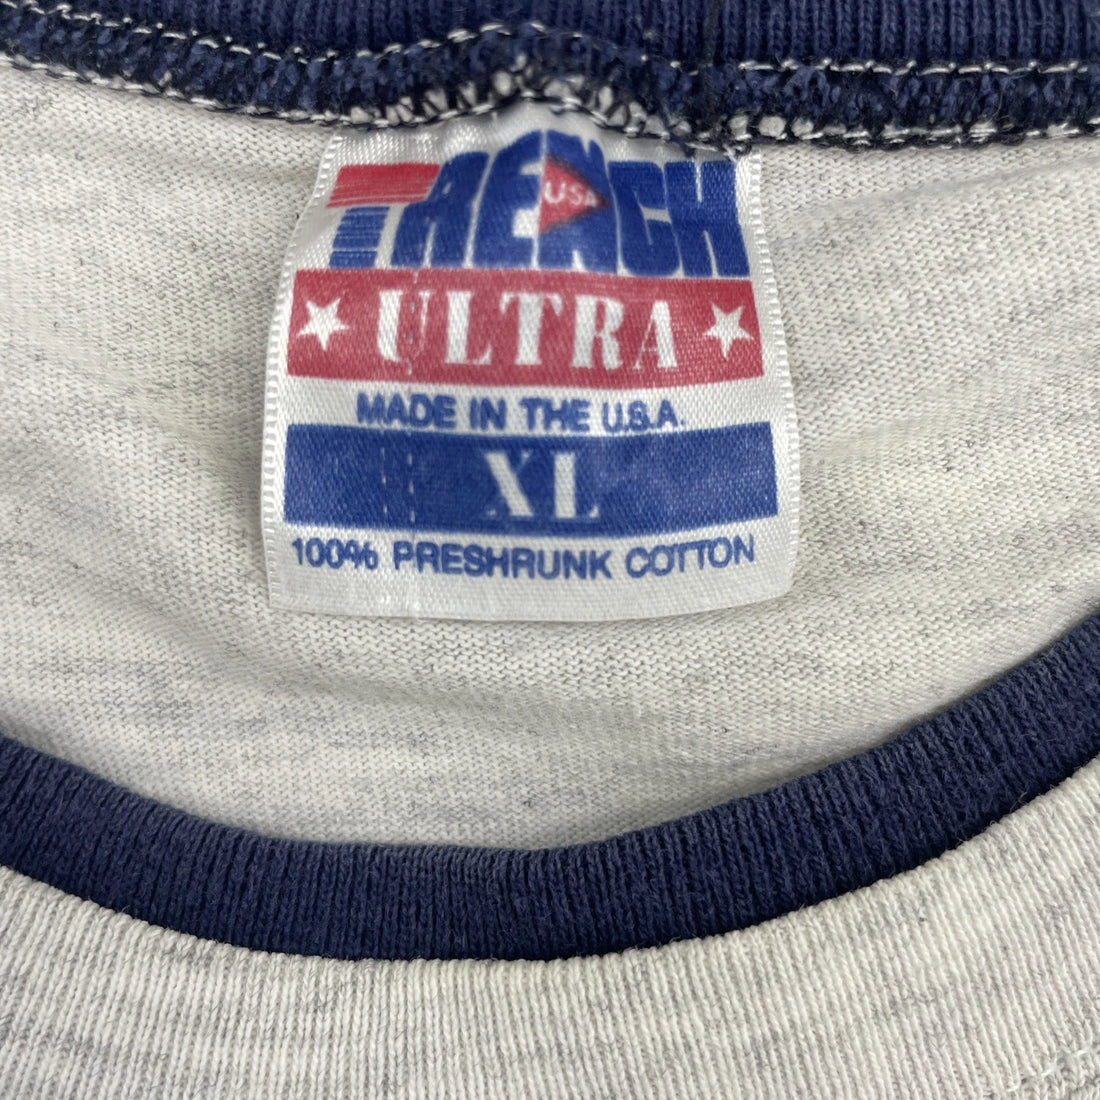 TRENCH
USA
ULTRA
MADE IN THE U.S.A.
XL
100% PRESHRUNK COTTON